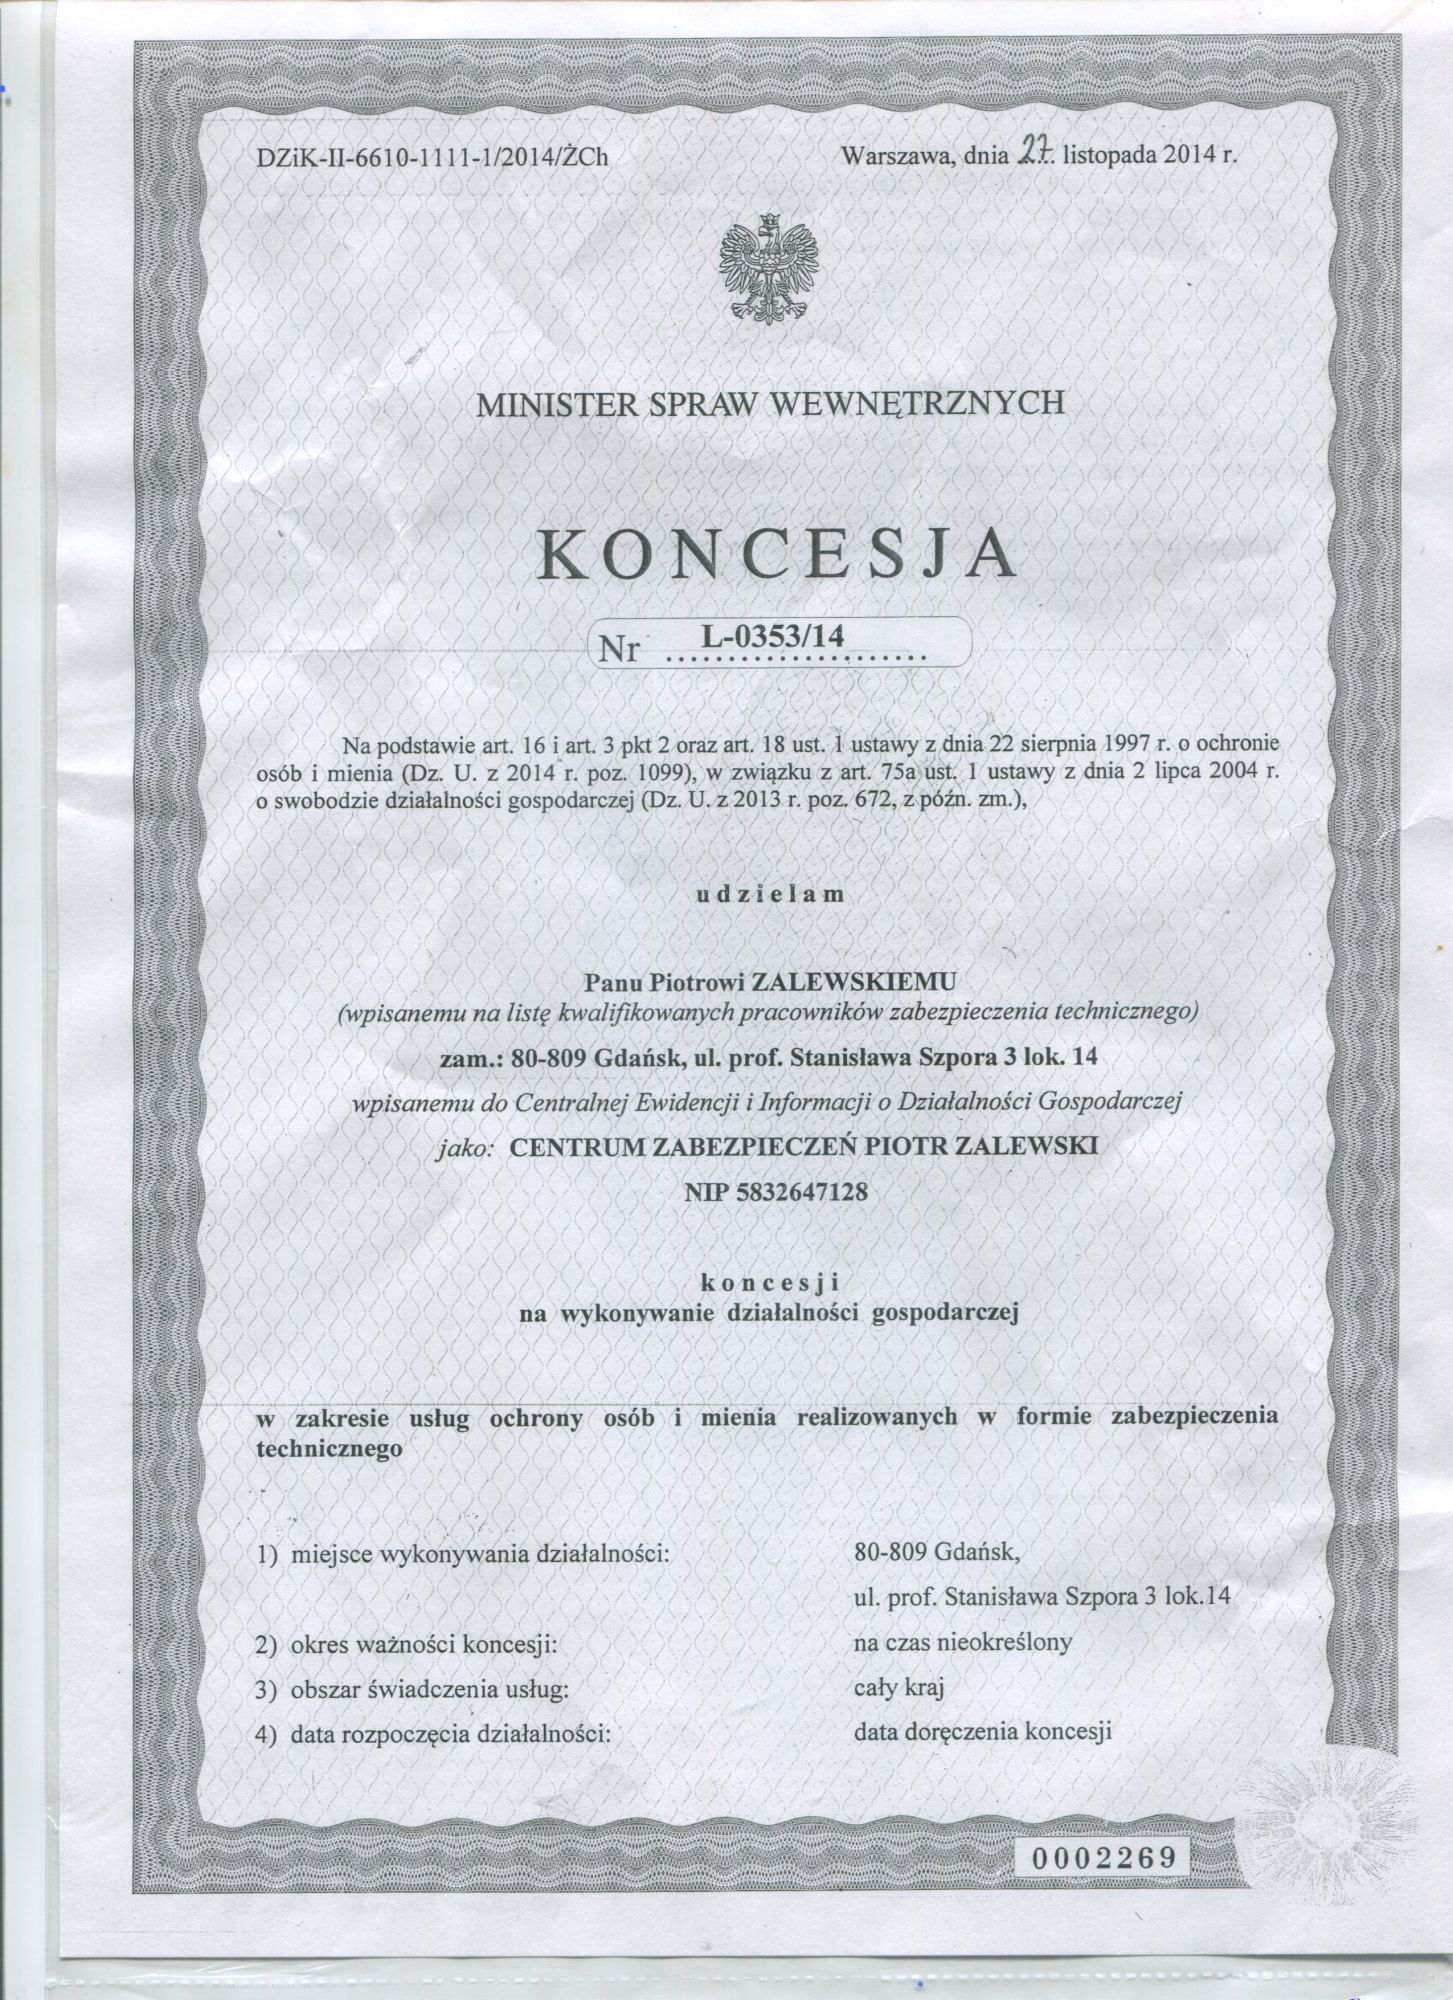 DZiK-II-6610-1111-1/2014/ŻCh
Warszawa, dnia 27. listopada 2014 r.
MINISTER SPRAW WEWNĘTRZNYCH
KONCESJA
Nr L-0353/14
Na podstawie art. 16 i art. 3 pkt 2 oraz art. 18 ust. 1 ustawy z dnia 22 sierpnia 1997 r. o ochronie
osób i mienia (Dz. U. z 2014 r. poz. 1099), w związku z art. 75a ust. 1 ustawy z dnia 2 lipca 2004 r.
o swobodzie działalności gospodarczej (Dz. U. z 2013 r. poz. 672, z późn. zm.),
udzielam
Panu Piotrowi ZALEWSKIEMU
(wpisanemu na listę kwalifikowanych pracowników zabezpieczenia technicznego)
zam.: 80-809 Gdańsk, ul. prof. Stanisława Szpora 3 lok. 14
wpisanemu do Centralnej Ewidencji i Informacji o Działalności Gospodarczej
jako: CENTRUM ZABEZPIECZEŃ PIOTR ZALEWSKI
NIP 5832647128
koncesji
na wykonywanie działalności gospodarczej
w zakresie usług ochrony osób i mienia realizowanych w formie zabezpieczenia
technicznego
1) miejsce wykonywania działalności: 80-809 Gdańsk,
ul. prof. Stanisława Szpora 3 lok.14
2) okres ważności koncesji: na czas nieokreślony
3) obszar świadczenia usług: cały kraj
4) data rozpoczęcia działalności: data doręczenia koncesji
0002269